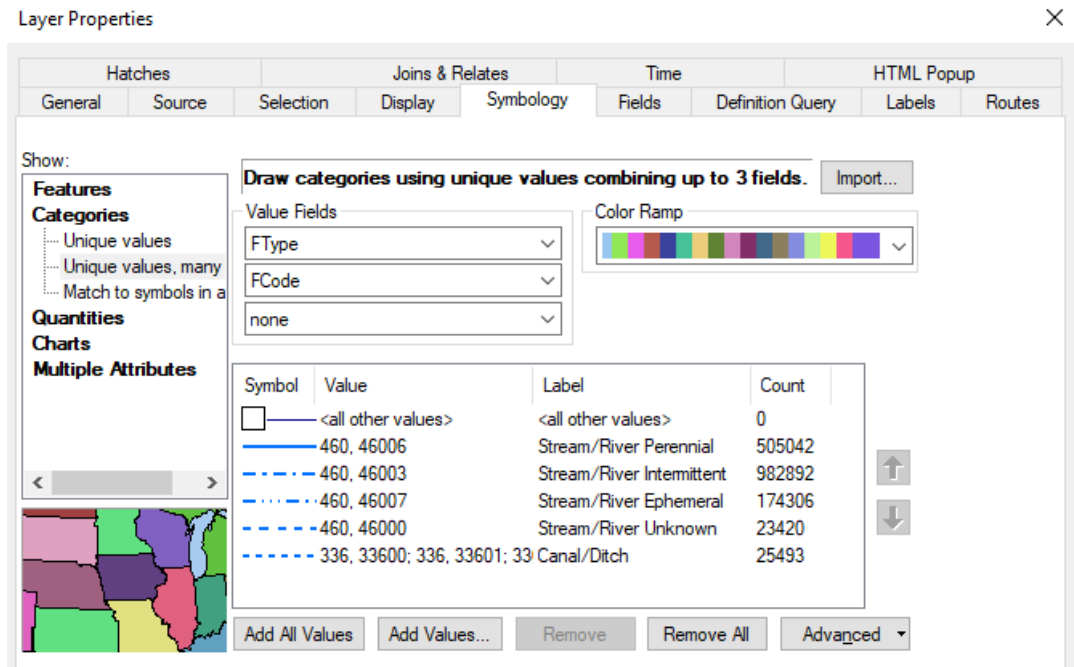 Layer Properties
Hatches Joins & Relates Time HTML Popup
General Source Selection Display Symbology Fields Definition Query Labels Routes
Show:
Features
Categories
Unique values
Unique values, many
Match to symbols in a
Quantities
Charts
Multiple Attributes
Draw categories using unique values combining up to 3 fields. Import...
Value Fields Color Ramp
FType
FCode
none
Symbol Value Label Count
<all other values> <all other values> 0
460, 46006 Stream/River Perennial 505042
460, 46003 Stream/River Intermittent 982892
460, 46007 Stream/River Ephemeral 174306
460, 46000 Stream/River Unknown 23420
336, 33600; 336, 33601; 33 Canal/Ditch 25493
Add All Values Add Values... Remove Remove All Advanced